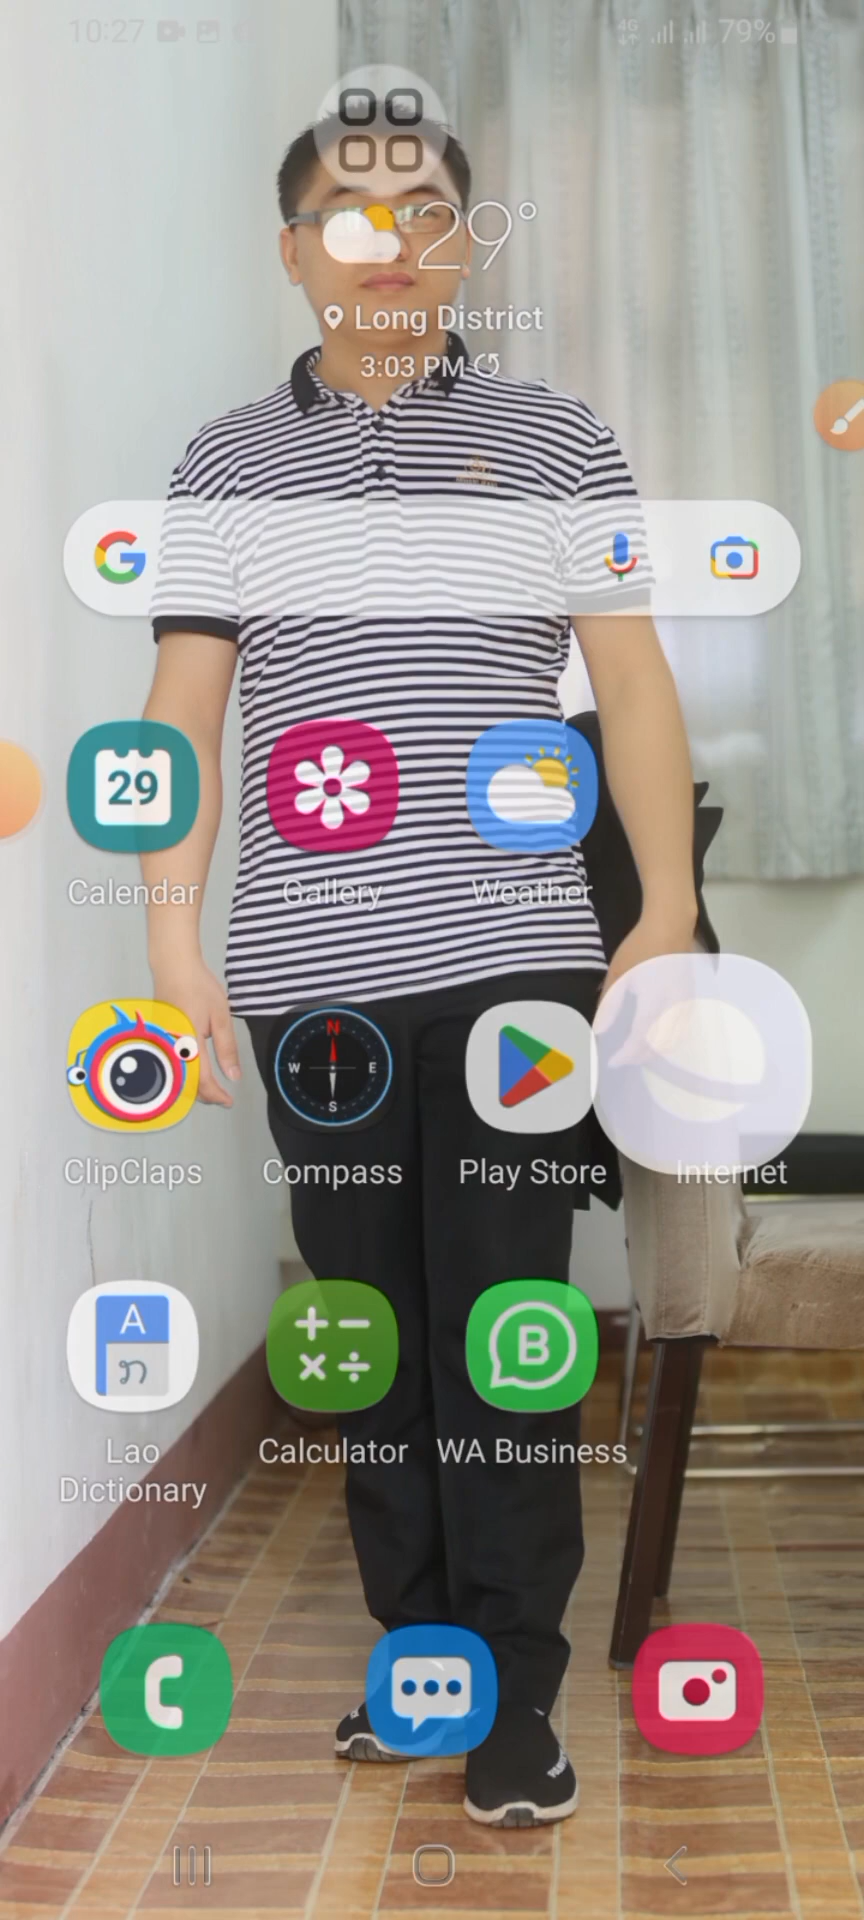 10:27
4G
79%
29°
Long District
3:03 PM
G
29
Calendar
Gallery
Weather
N
W
E
S
ClipClaps
Compass
Play Store
Internet
A
ກ
B
Lao
Dictionary
Calculator
WA Business